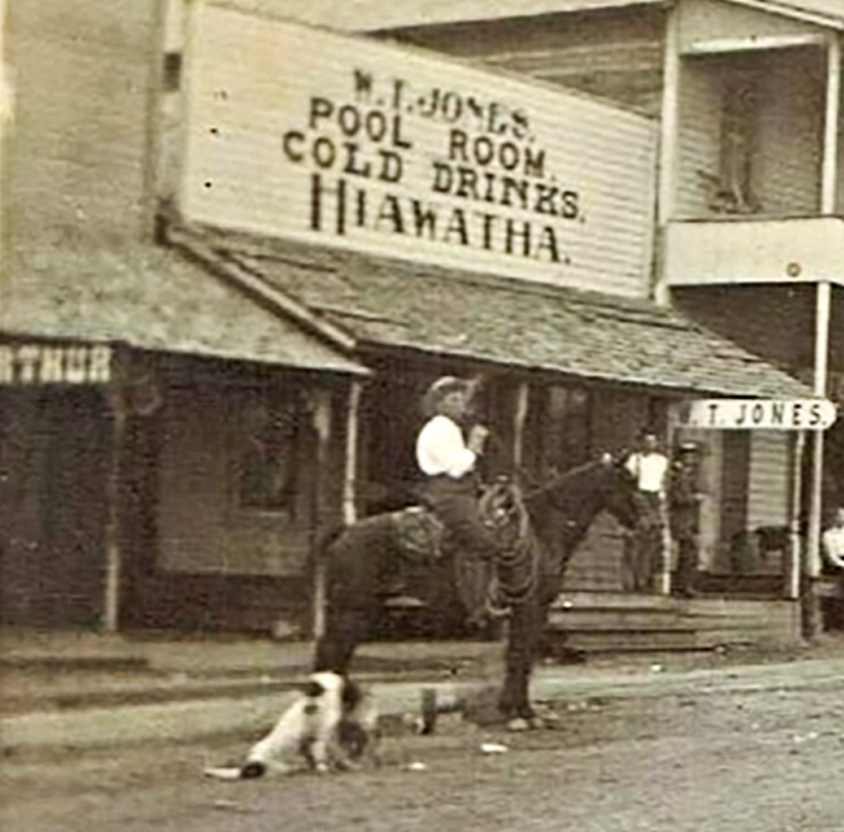 W. T. JONES.
POOL ROOM.
COLD DRINKS.
HIAWATHA.
RTHUR
W. T. JONES.